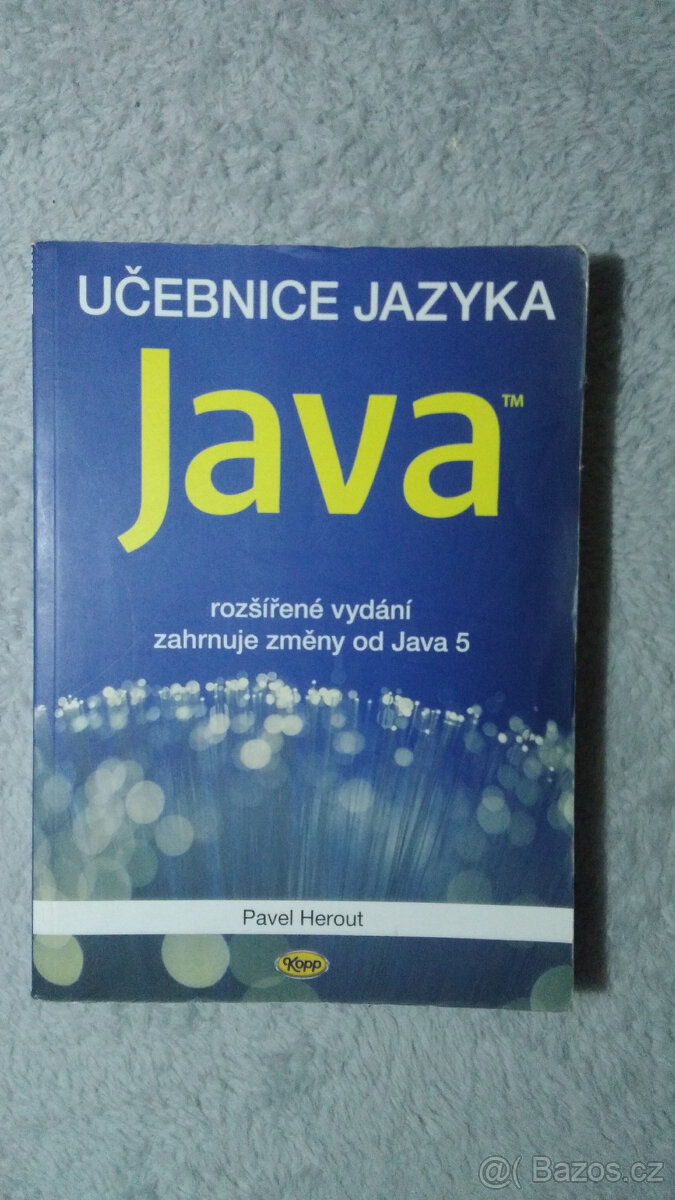 UČEBNICE JAZYKA
Java™
rozšířené vydání
zahrnuje změny od Java 5
Pavel Herout
Kopp
@( Bazos.cz